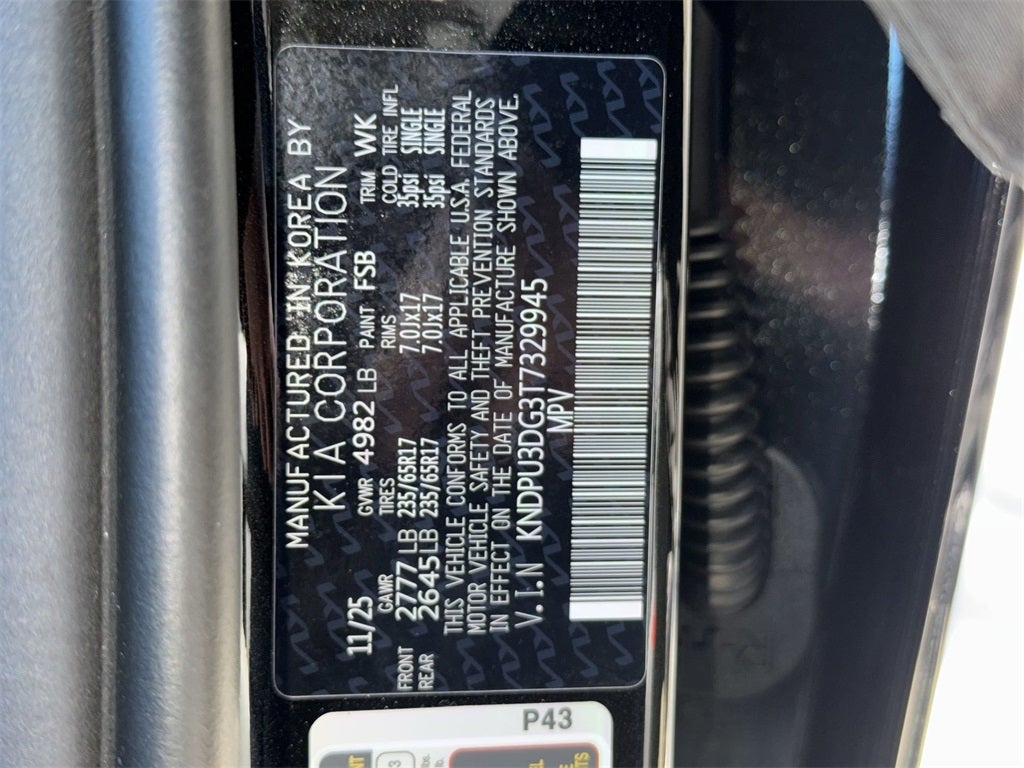 MANUFACTURED IN KOREA BY
KIA CORPORATION
11/25 GVWR 4982 LB PAINT FSB TRIM WK
GAWR TIRES RIMS COLD TIRE INFL
FRONT 2777 LB 235/65R17 7.0Jx17 35psi SINGLE
REAR 2645 LB 235/65R17 7.0Jx17 35psi SINGLE
THIS VEHICLE CONFORMS TO ALL APPLICABLE U.S.A. FEDERAL
MOTOR VEHICLE SAFETY AND THEFT PREVENTION STANDARDS
IN EFFECT ON THE DATE OF MANUFACTURE SHOWN ABOVE.
V.I.N KNDPU3DG3T7329945
MPV
P43